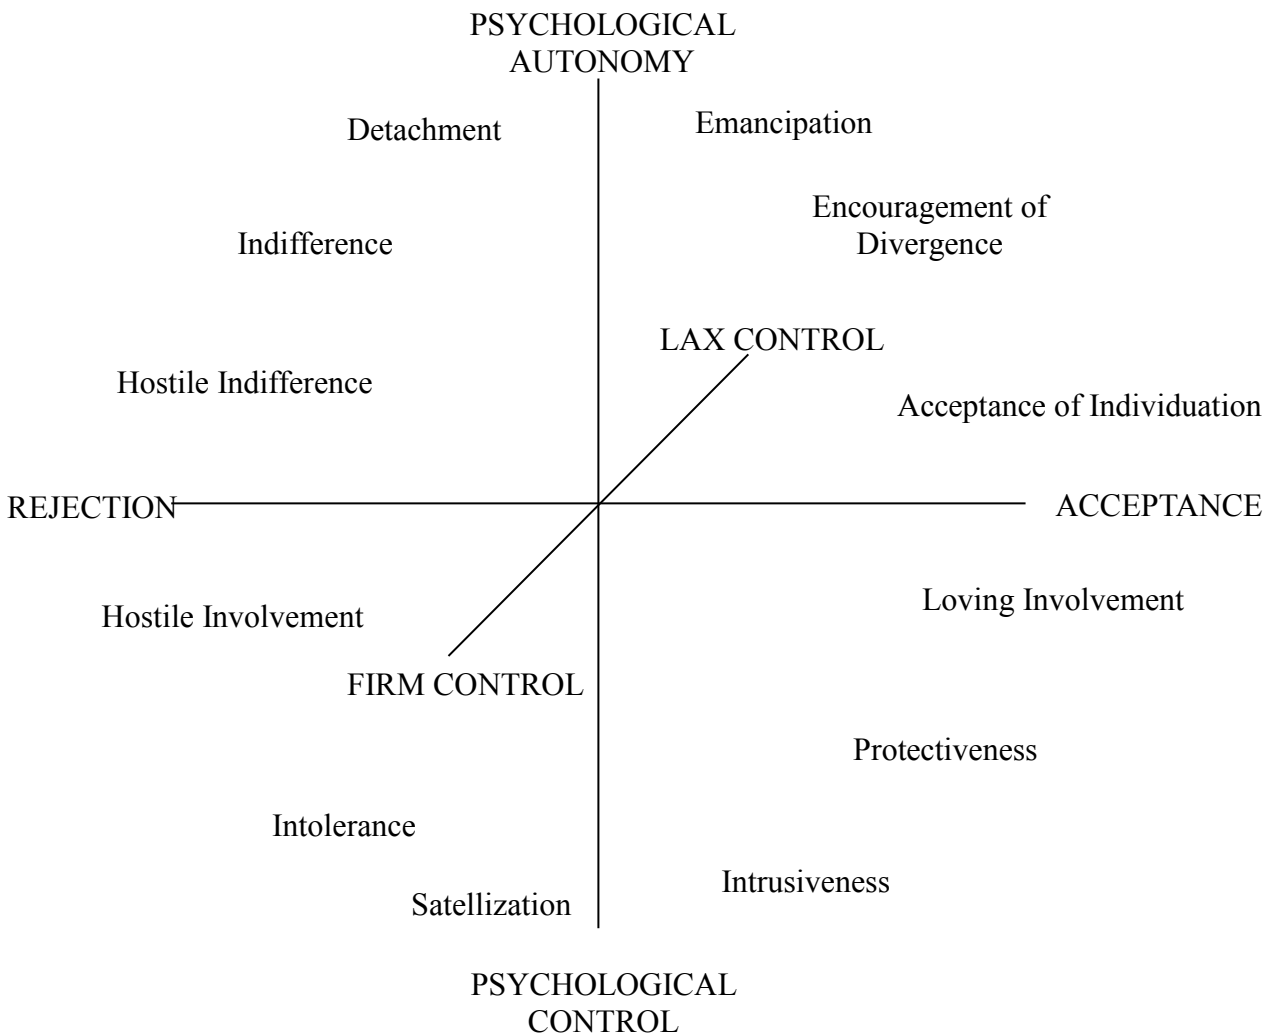 PSYCHOLOGICAL
AUTONOMY
Detachment
Emancipation
Encouragement of
Divergence
Indifference
LAX CONTROL
Hostile Indifference
Acceptance of Individuation
REJECTION
ACCEPTANCE
Hostile Involvement
Loving Involvement
FIRM CONTROL
Protectiveness
Intolerance
Intrusiveness
Satellization
PSYCHOLOGICAL
CONTROL